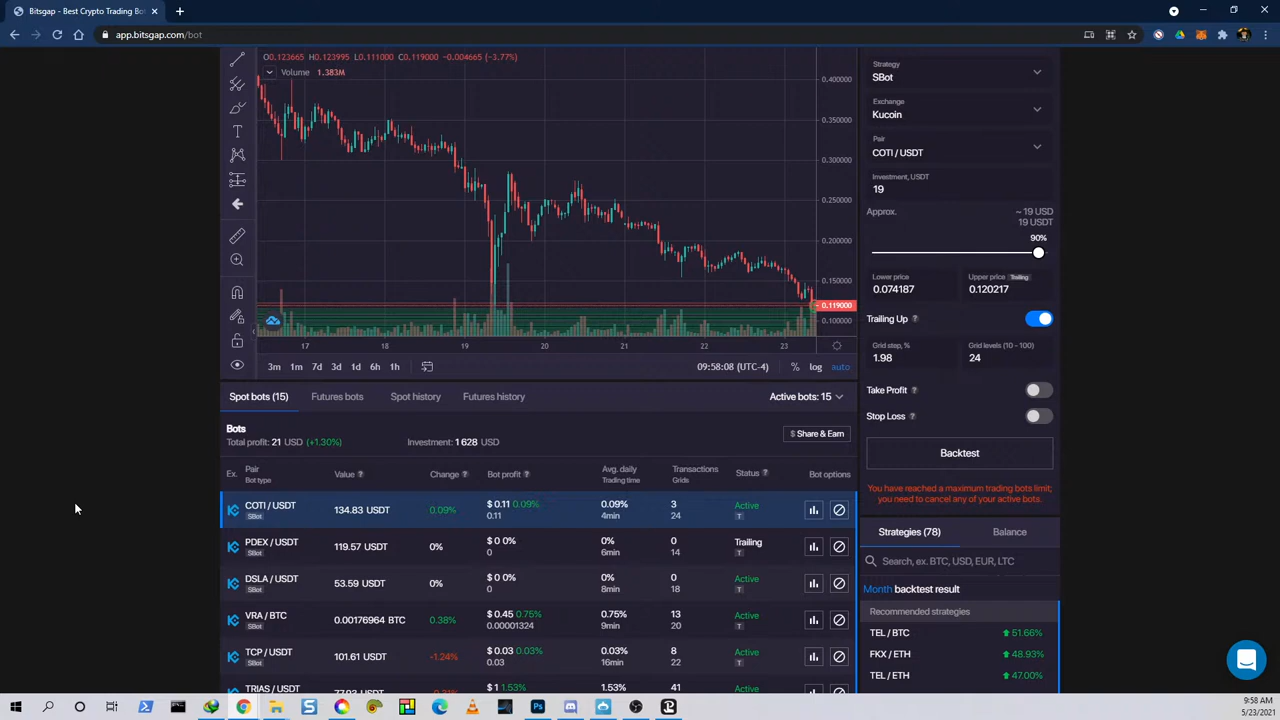 Bitsgap - Best Crypto Trading Bot
app.bitsgap.com/bot
O0.123665 H0.123995 L0.111000 C0.119000 -0.004665 (-3.77%)
Volume 1.383M
0.400000
0.350000
0.300000
0.250000
0.200000
0.150000
0.119000
0.100000
17 18 19 20 21 22 23
3m 1m 7d 3d 1d 6h 1h
09:58:08 (UTC-4) % log auto
Strategy
SBot
Exchange
Kucoin
Pair
COTI / USDT
Investment, USDT
19
Approx. ~ 19 USD
19 USDT
90%
Lower price Upper price Trailing
0.074187 0.120217
Trailing Up ?
Grid step, % Grid levels (10 - 100)
1.98 24
Take Profit ?
Stop Loss ?
Backtest
You have reached a maximum trading bots limit;
you need to cancel any of your active bots.
Strategies (78) Balance
Search, ex. BTC, USD, EUR, LTC
Month backtest result
Recommended strategies
TEL / BTC 51.66%
FKX / ETH 48.93%
TEL / ETH 47.00%
Spot bots (15) Futures bots Spot history Futures history Active bots: 15
Bots
Total profit: 21 USD (+1.30%) Investment: 1 628 USD
$ Share & Earn
Ex. Pair Value ? Change ? Bot profit ? Avg. daily Transactions Status ? Bot options
Bot type Trading time Grids
COTI / USDT 134.83 USDT 0.09% $ 0.11 0.09% 0.09% 3 Active
SBot 0.11 4min 24 T
PDEX / USDT 119.57 USDT 0% $ 0 0% 0% 0 Trailing
SBot 0 6min 14 T
DSLA / USDT 53.59 USDT 0% $ 0 0% 0% 0 Active
SBot 0 8min 18 T
VRA / BTC 0.00176964 BTC 0.38% $ 0.45 0.75% 0.75% 13 Active
SBot 0.00001324 9min 20 T
TCP / USDT 101.61 USDT -1.24% $ 0.03 0.03% 0.03% 8 Active
SBot 0.03 16min 22 T
TRIAS / USDT 77.93 USDT -0.31% $ 1 1.53% 1.53% 41 Active
9:58 AM
5/23/2021